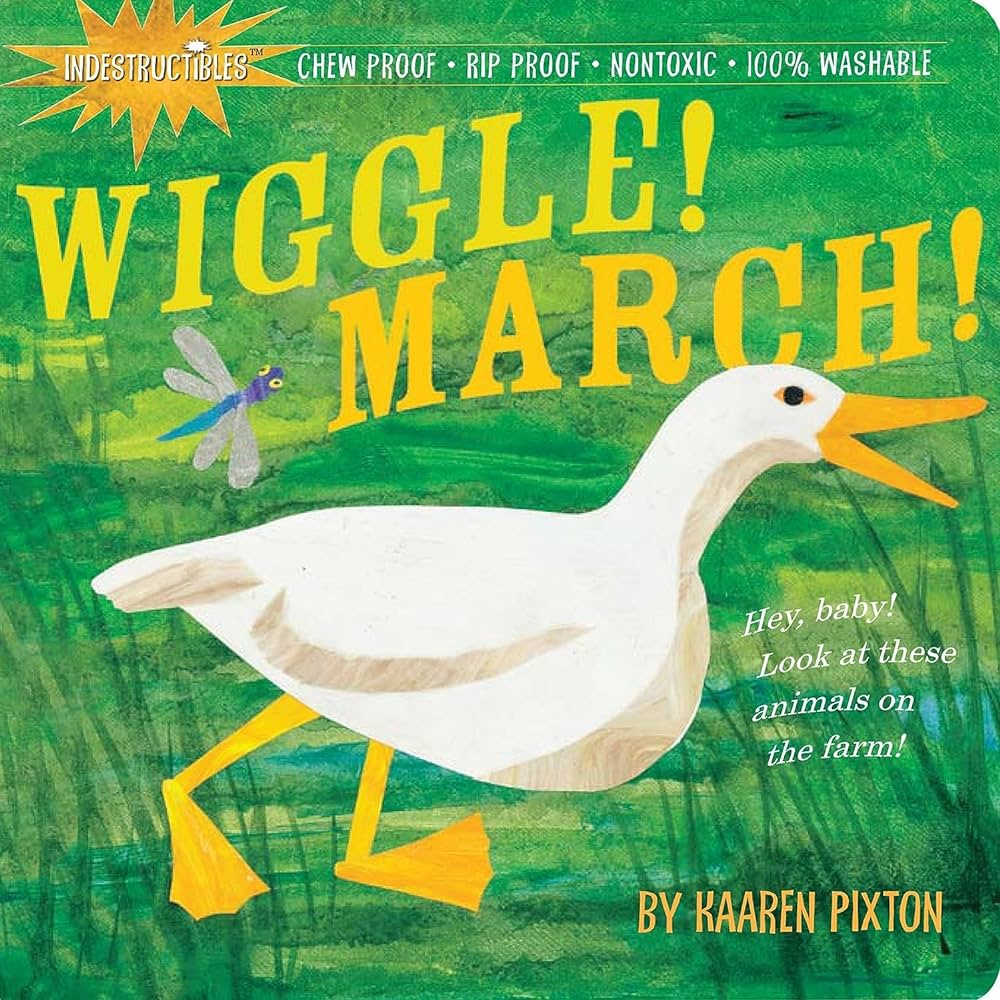 INDESTRUCTIBLES™ CHEW PROOF • RIP PROOF • NONTOXIC • 100% WASHABLE
WIGGLE!
MARCH!
Hey, baby!
Look at these
animals on
the farm!
BY KAAREN PIXTON